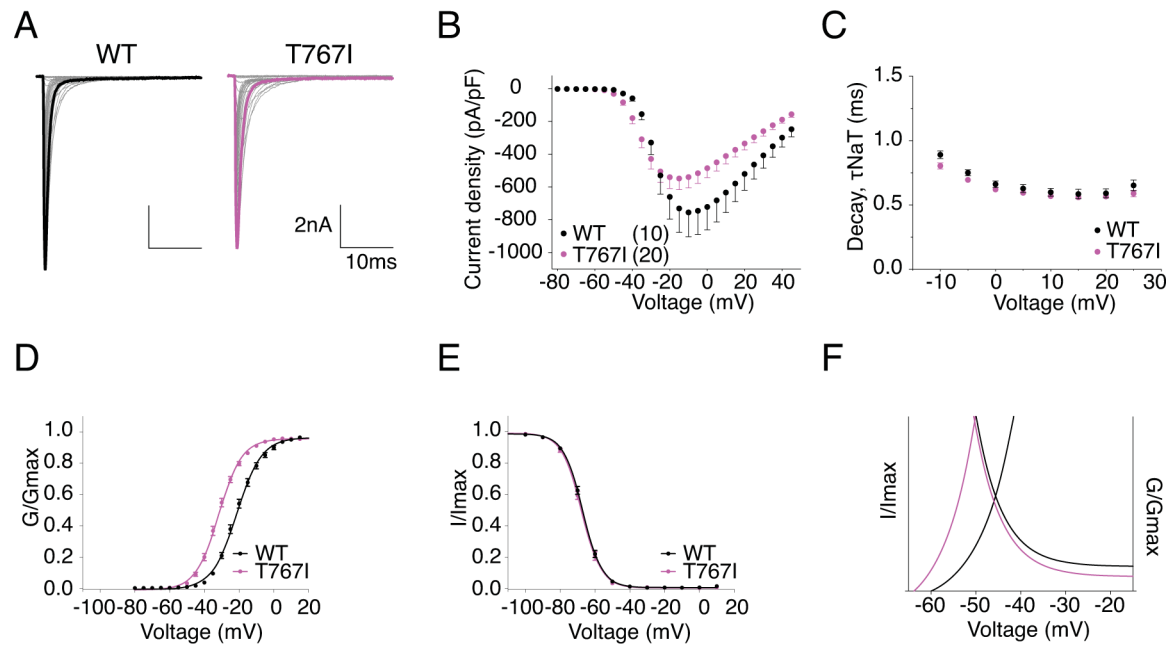 A
WT
T767I
2nA
10ms
B
Current density (pA/pF)
0
-200
-400
-600
-800
-1000
WT (10)
T767I (20)
-80 -60 -40 -20 0 20 40
Voltage (mV)
C
Decay, τNaT (ms)
1.5
1.0
0.5
0.0
WT
T767I
-10 0 10 20 30
Voltage (mV)
D
G/Gmax
1.0
0.8
0.6
0.4
0.2
0.0
WT
T767I
-100 -80 -60 -40 -20 0 20
Voltage (mV)
E
I/Imax
1.0
0.8
0.6
0.4
0.2
0.0
WT
T767I
-100 -80 -60 -40 -20 0 20
Voltage (mV)
F
I/Imax
G/Gmax
-60 -50 -40 -30 -20
Voltage (mV)